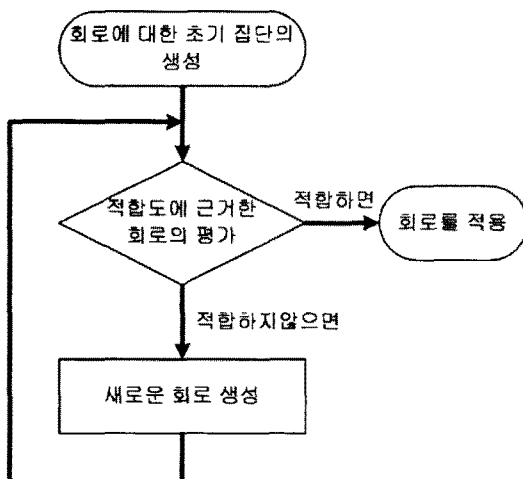 회로에 대한 초기 집단의
생성
적합도에 근거한
회로의 평가
적합하면
회로를 적용
적합하지않으면
새로운 회로 생성